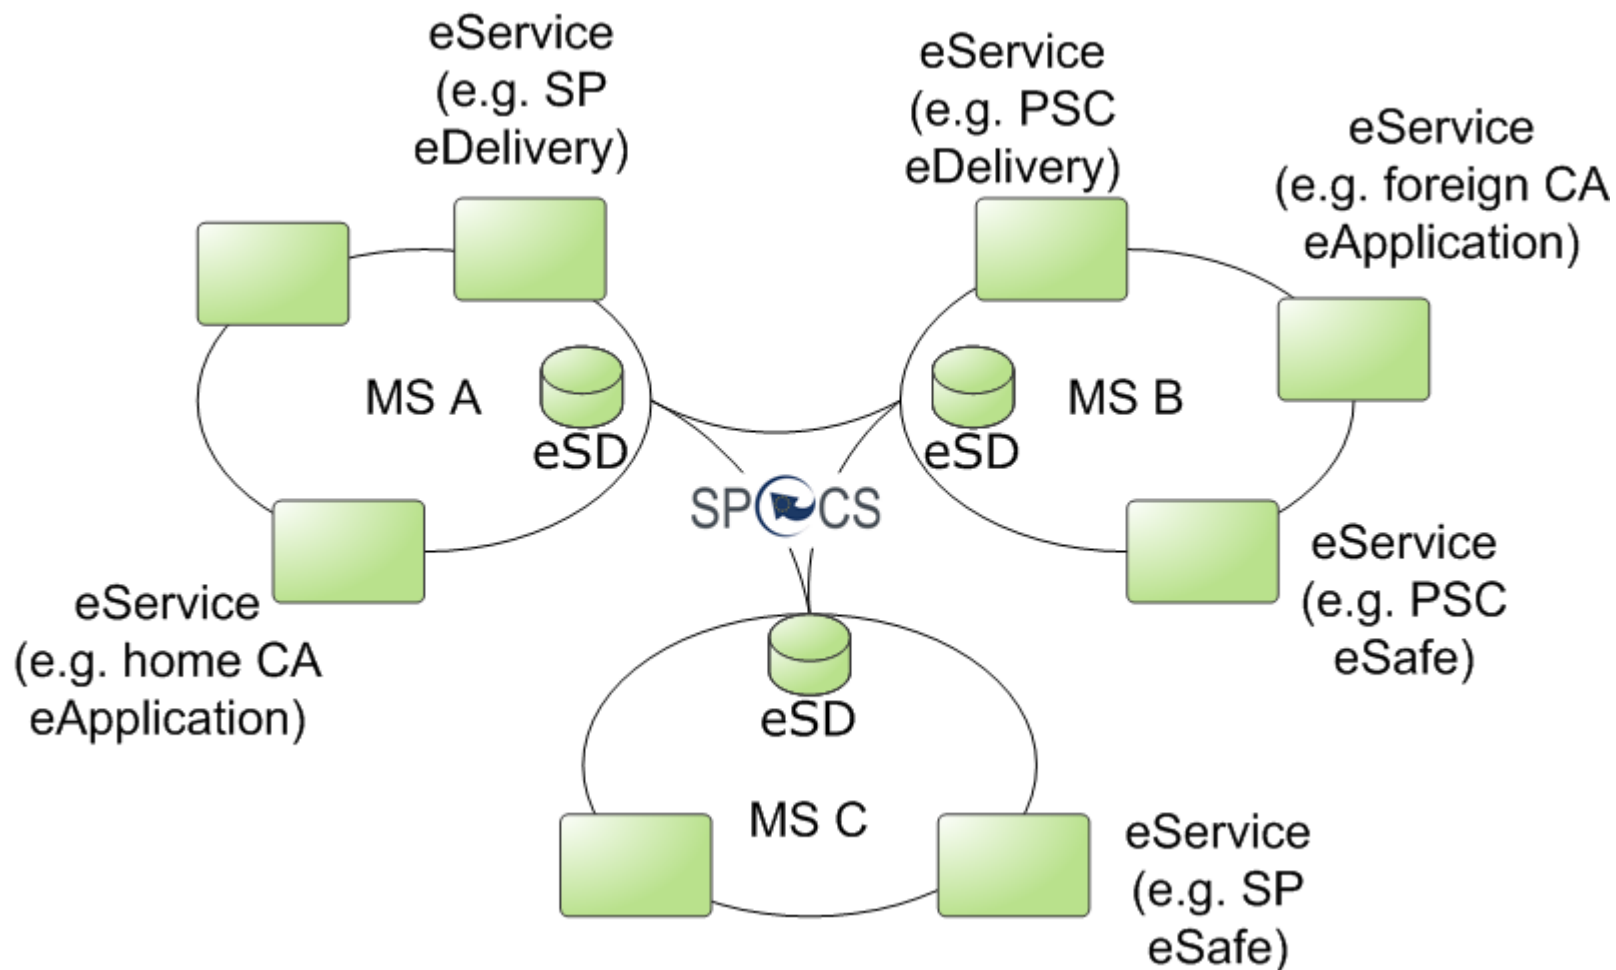 eService
(e.g. SP
eDelivery)
eService
(e.g. PSC
eDelivery)
eService
(e.g. foreign CA
eApplication)
MS A
eSD
eSD
MS B
SPOCS
eService
(e.g. home CA
eApplication)
eService
(e.g. PSC
eSafe)
eSD
MS C
eService
(e.g. SP
eSafe)